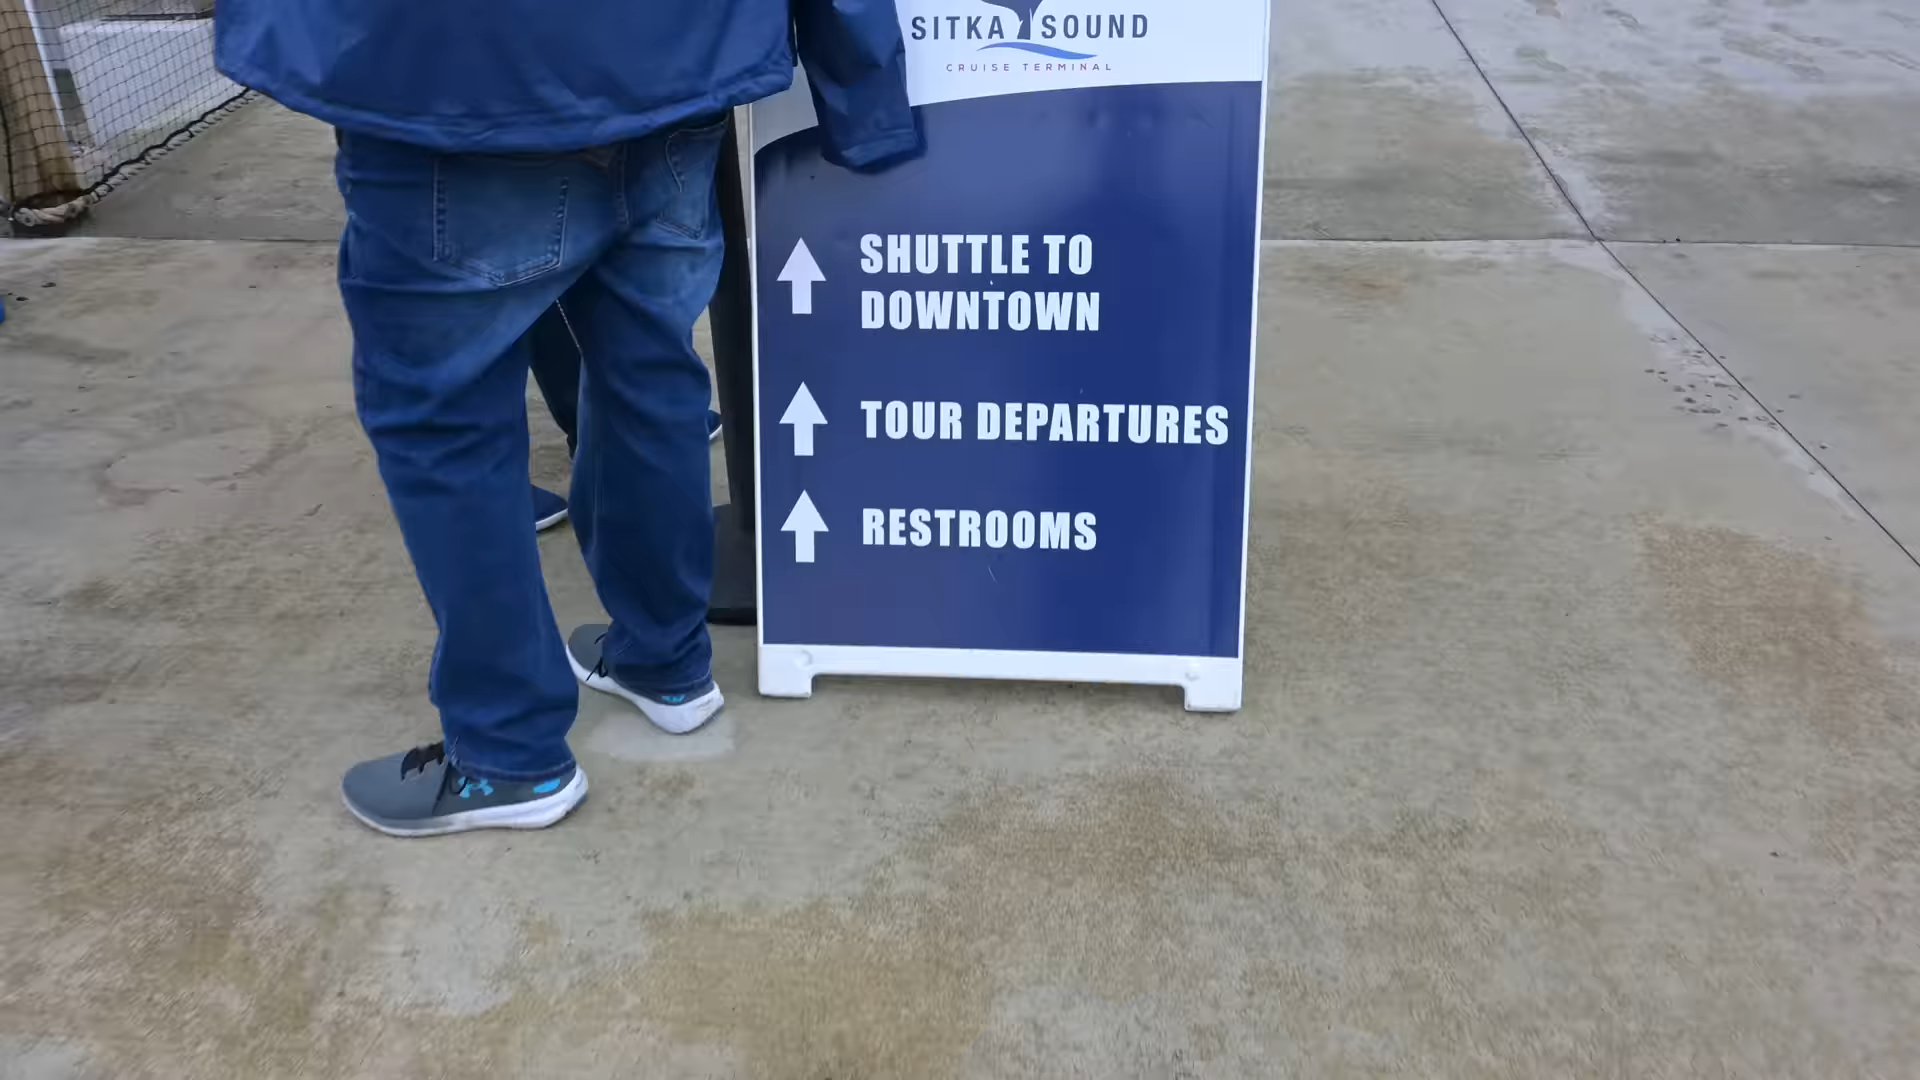 SITKA SOUND
CRUISE TERMINAL
SHUTTLE TO
DOWNTOWN
TOUR DEPARTURES
RESTROOMS